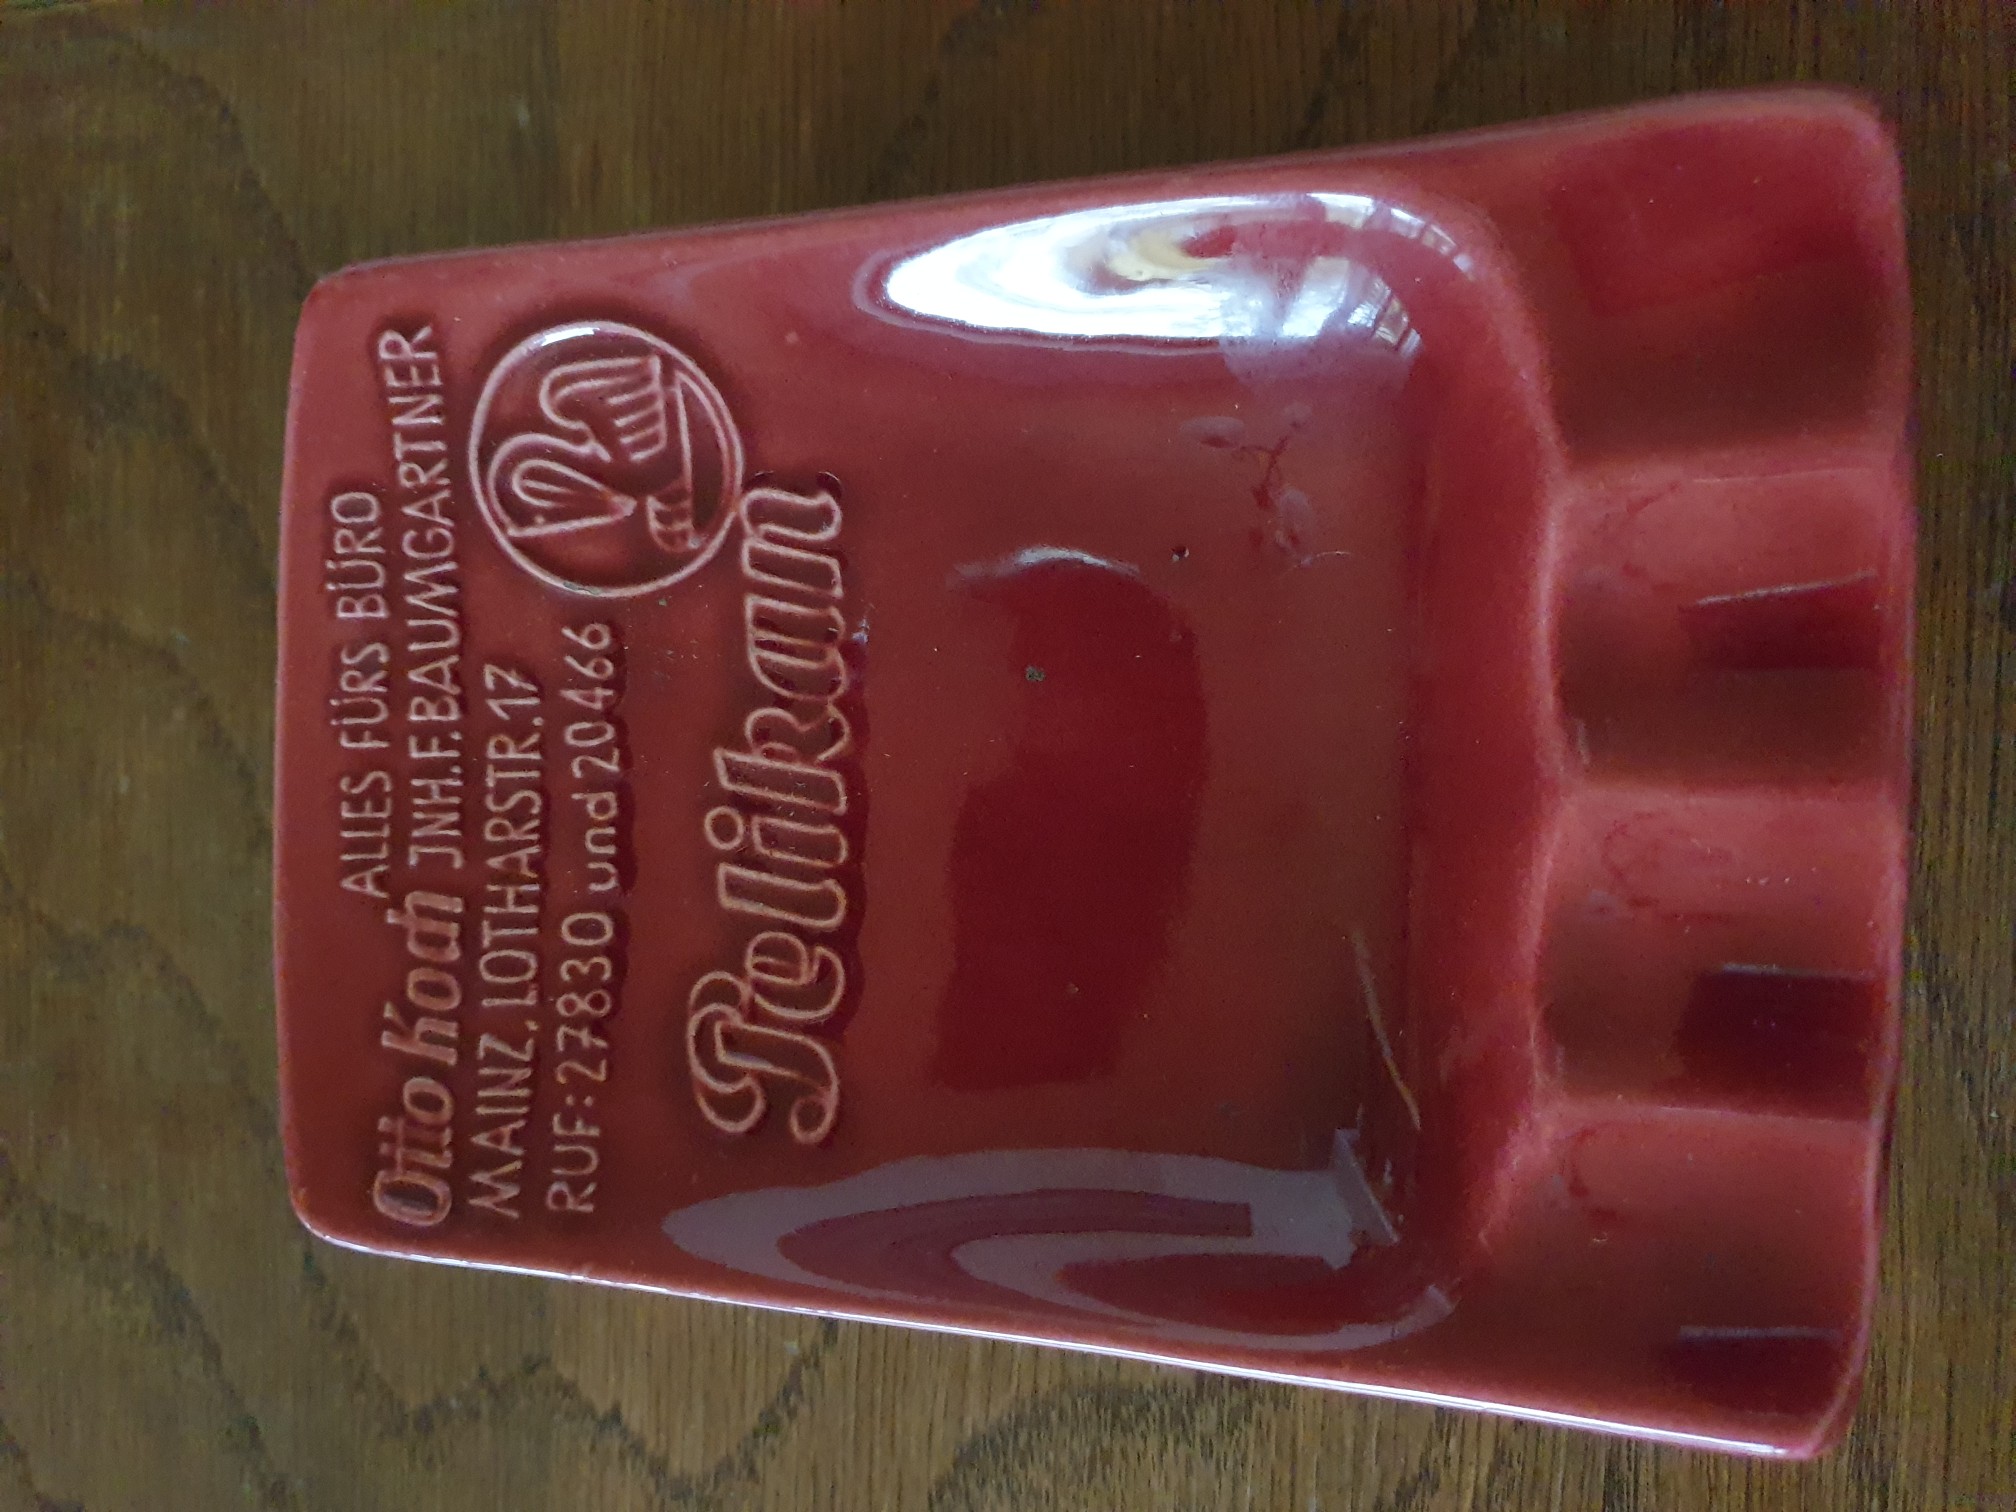 ALLES FÜRS BÜRO
Otto Koch JNH.F.BAUMGARTNER
MAINZ, LOTHARSTR.17
RUF: 27830 und 20466
Pelikan